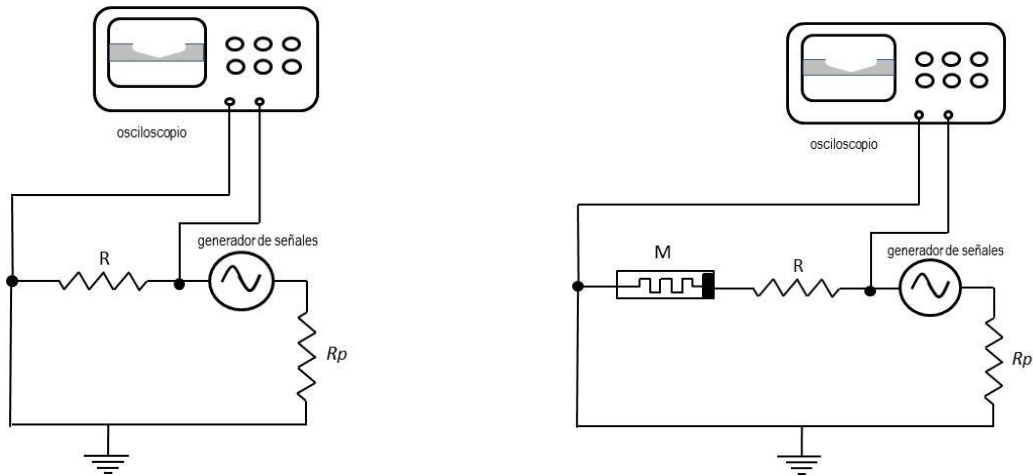 osciloscopio
generador de señales
R
Rp
osciloscopio
generador de señales
M
R
Rp